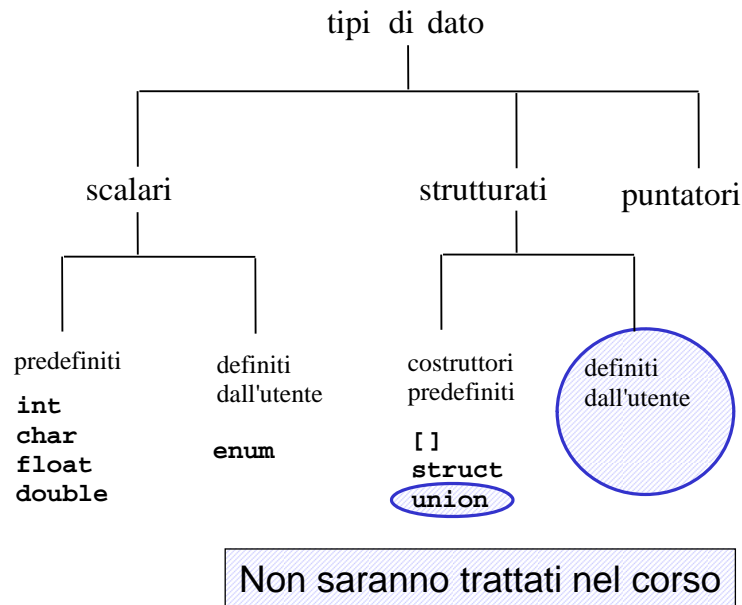 tipi di dato
scalari
strutturati
puntatori
predefiniti
int
char
float
double
definiti
dall'utente
enum
costruttori
predefiniti
[]
struct
union
definiti
dall'utente
Non saranno trattati nel corso